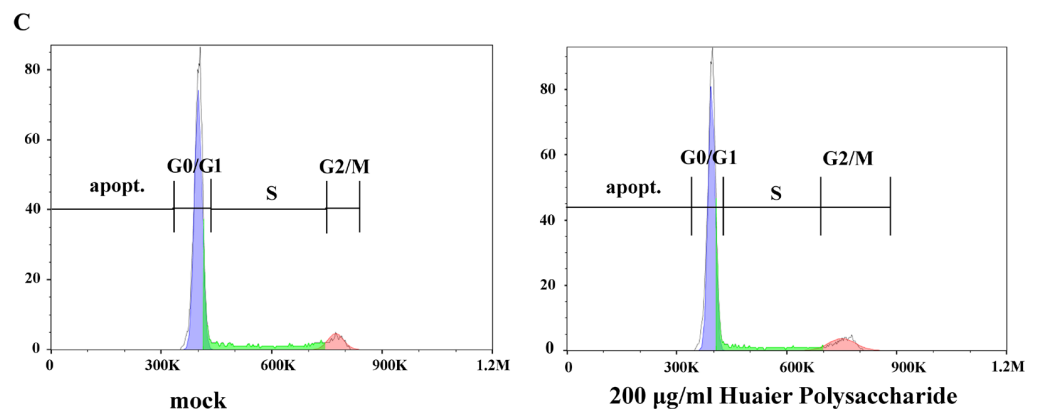 C
80
60
40
20
0
apopt.
G0/G1
S
G2/M
0
300K
600K
900K
1.2M
mock
80
60
40
20
0
apopt.
G0/G1
S
G2/M
0
300K
600K
900K
1.2M
200 μg/ml Huaier Polysaccharide